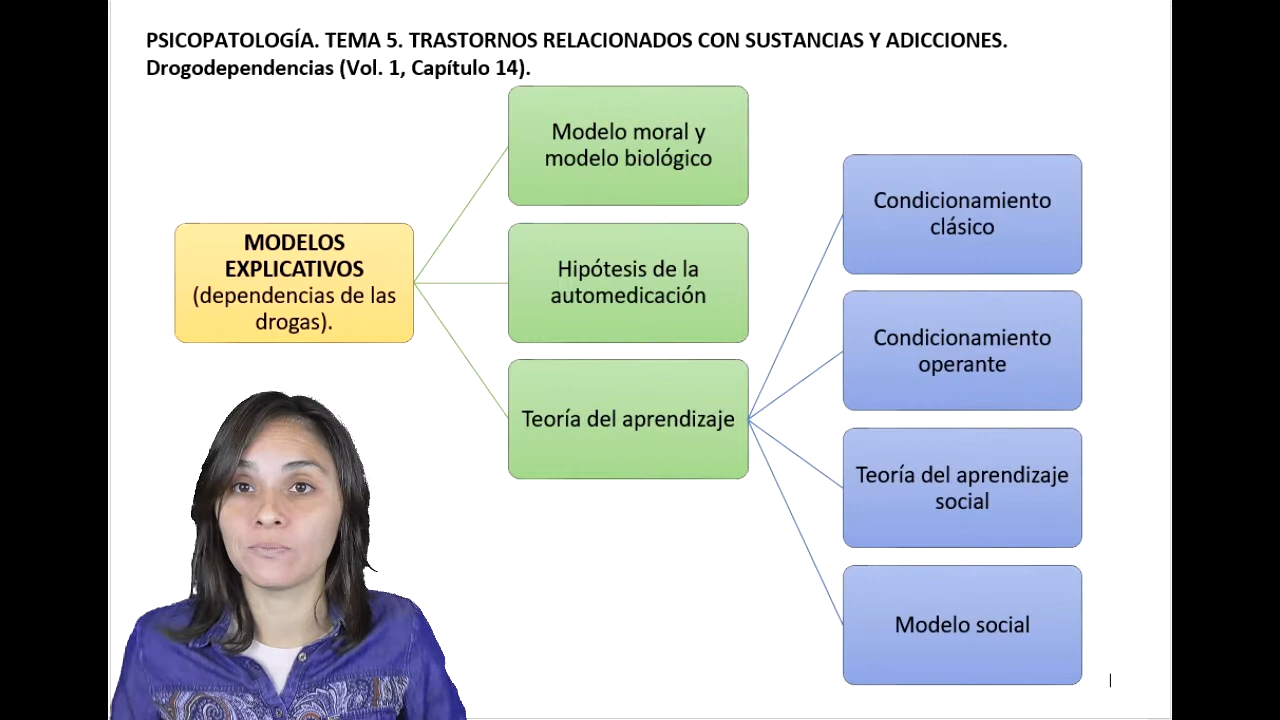 PSICOPATOLOGÍA. TEMA 5. TRASTORNOS RELACIONADOS CON SUSTANCIAS Y ADICCIONES.
Drogodependencias (Vol. 1, Capítulo 14).
MODELOS
EXPLICATIVOS
(dependencias de las
drogas).
Modelo moral y
modelo biológico
Hipótesis de la
automedicación
Teoría del aprendizaje
Condicionamiento
clásico
Condicionamiento
operante
Teoría del aprendizaje
social
Modelo social